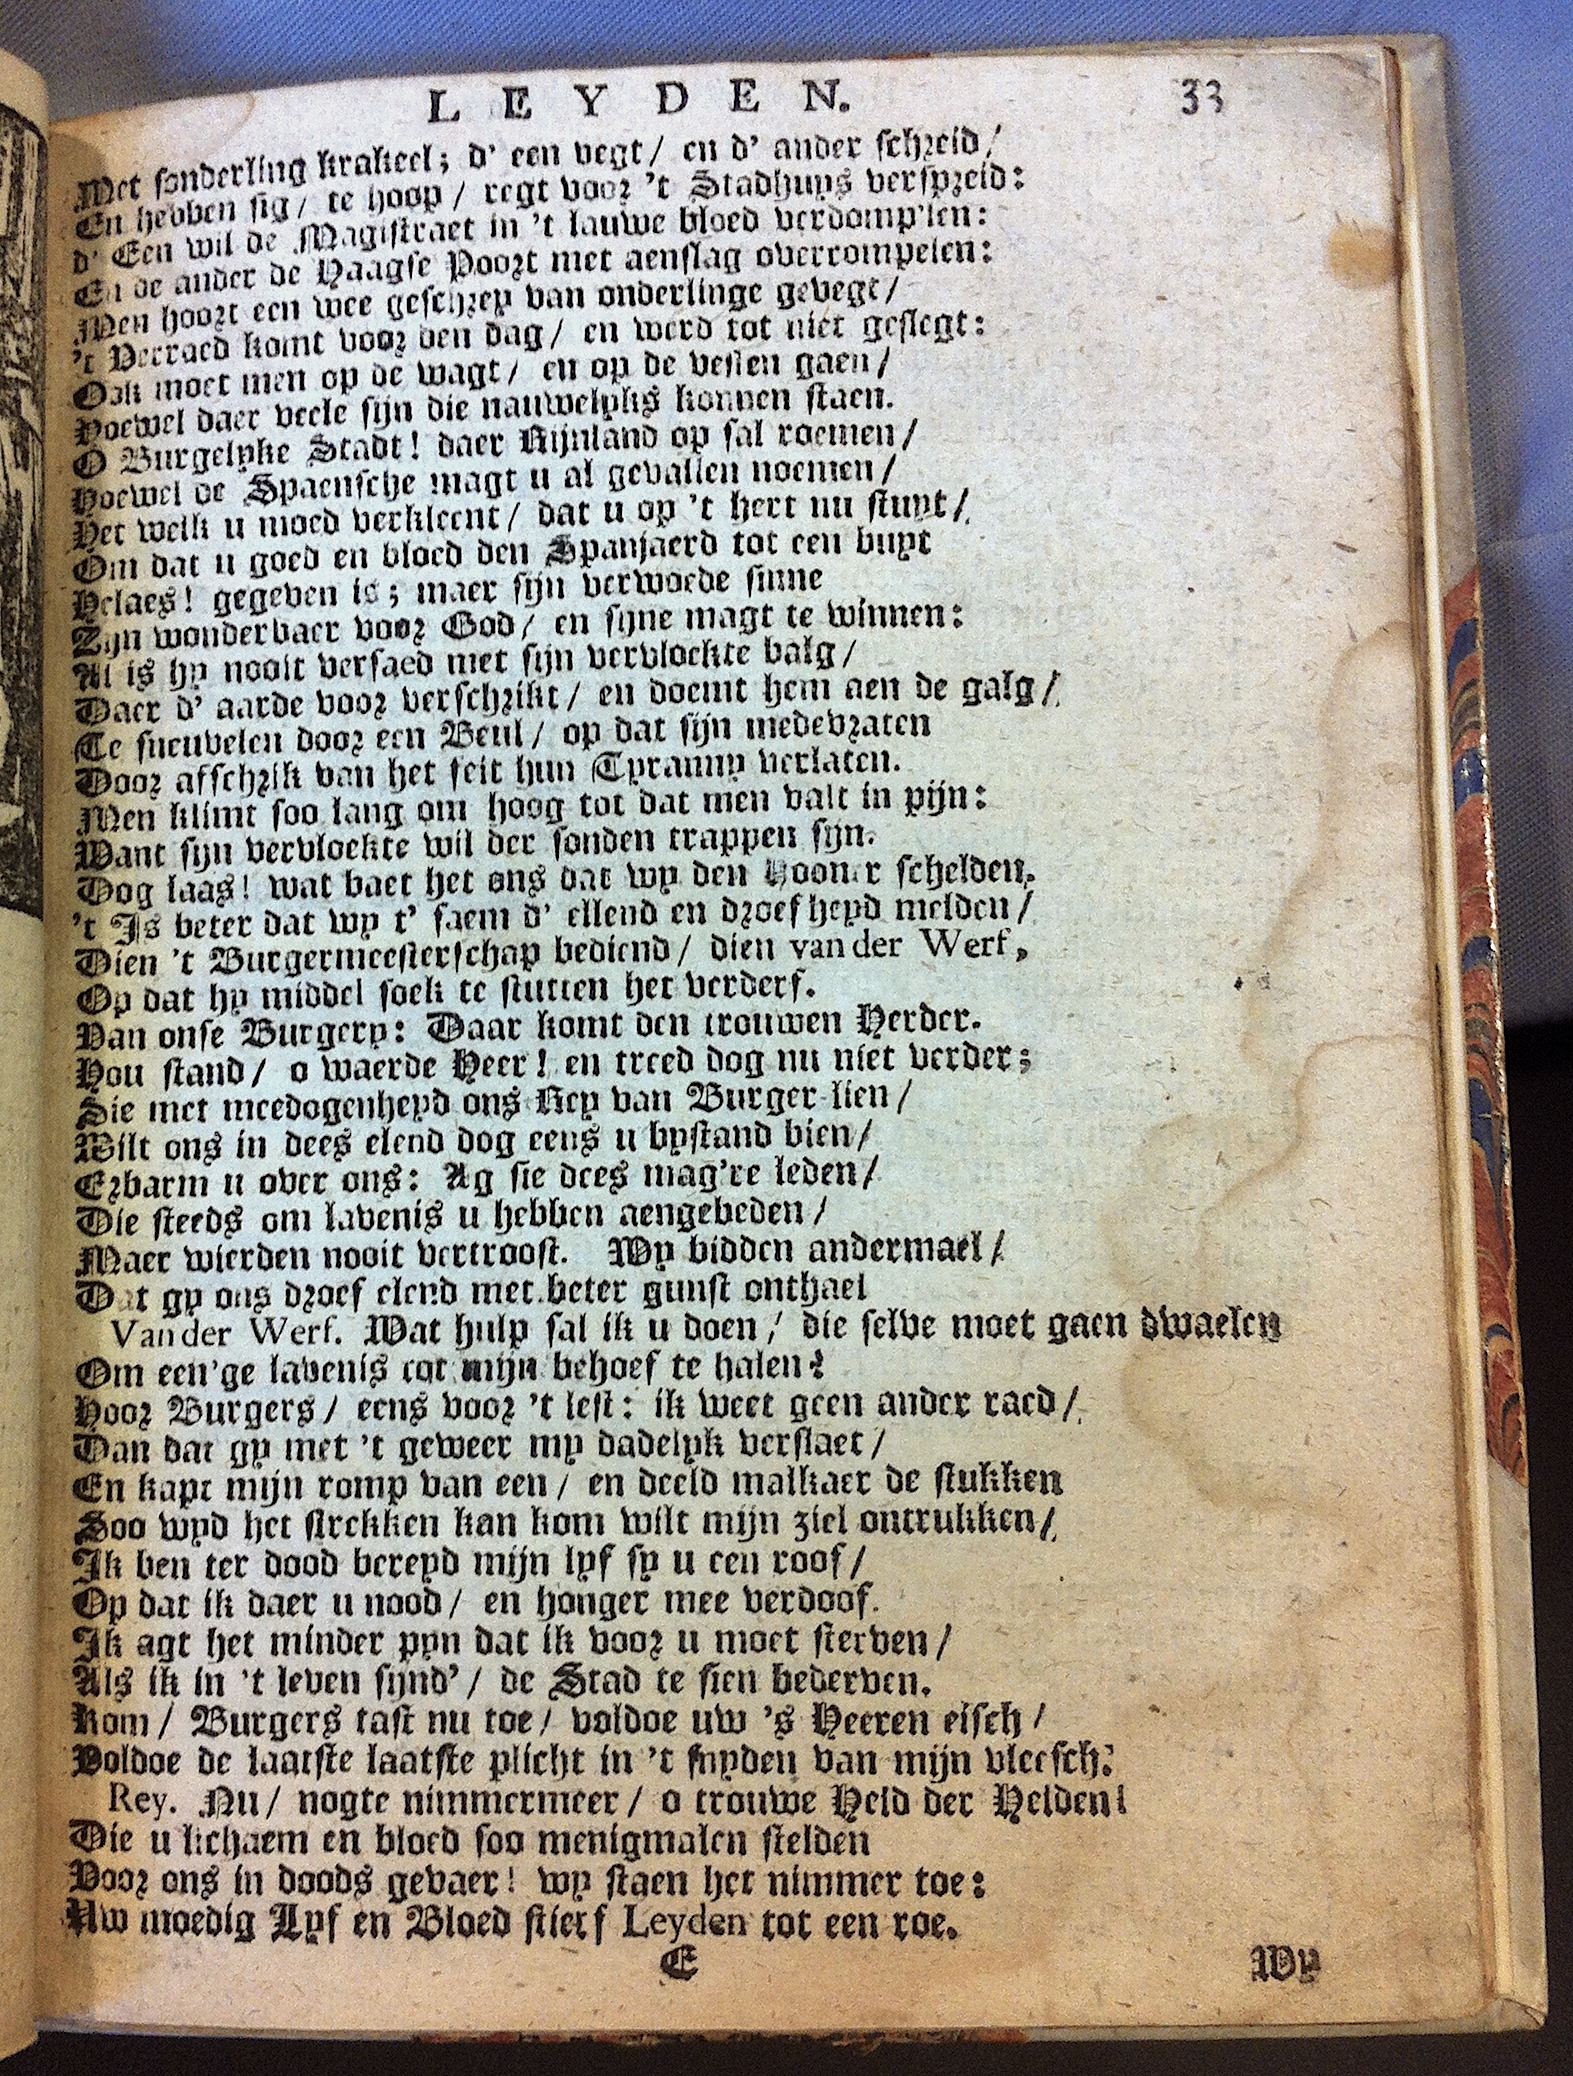 LEYDEN. 33
Met sonderling krakeel; d' een vegt/ en d' ander schreid/
En hebben sig/ te hoop/ regt voor 't Stadhuys verspreid:
d' Een wil de Magistraet in 't lauwe bloed verdomp'len:
En de ander de Haagse Poort met aenslag overrompelen:
Men hoort een wee geschrey van onderlinge gevegt/
't Verraed komt voor den dag/ en werd tot niet geslegt:
Ook moet men op de wagt/ en op de vesten gaen/
Hoewel daer veele sijn die nauwelyks konnen staen.
O Burgelyke Stadt! daer Rijnland op sal roemen/
Hoewel de Spaensche magt u al gevallen noemen/
Het welk u moed verkleent/ dat u op 't hert nu stuyt/
Om dat u goed en bloed den Spanjaerd tot een buyt
Helaes! gegeven is; maer sijn verwoede sinne
Zijn wonderbaer voor God/ en sijne magt te winnen:
Al is hy nooit versaed met sijn vervloekte balg/
Daer d' aarde voor verschrikt/ en doemt hem aen de galg/
Te sneuvelen door een Beul/ op dat sijn medevraten
Door afschrik van het feit hun Tyranny verlaten.
Men klimt soo lang om hoog tot dat men valt in pijn:
Want sijn vervloekte wil der sonden trappen sijn.
Dog laas! wat baet het ons dat wy den Hooner schelden,
't Is beter dat wy t' saem d' ellend en droefheyd melden/
Dien 't Burgermeesterschap bediend/ dien van der Werf,
Op dat hy middel soek te stutten het verderf.
Van onse Burgery: Daar komt den trouwen Herder.
Hou stand/ o waerde Heer! en treed dog nu niet verder;
Sie met meedogenheyd ons Rey van Burger-lien/
Wilt ons in dees elend dog eens u bystand bien/
Erbarm u over ons: Ag sie dees mag're leden/
Die steeds om lavenis u hebben aengebeden/
Maer wierden nooit vertroost. Wy bidden andermael/
Dat gy ons droef elend met beter gunst onthael
Van der Werf. Wat hulp sal ik u doen/ die selve moet gaen dwaelen
Om een'ge lavenis tot mijn behoef te halen?
Hoor Burgers/ eens voor 't lest: ik weet geen ander raed/
Dan dat gy met 't geweer my dadelyk verslaet/
En kapt mijn romp van een/ en deeld malkaer de stukken
Soo wyd het strekken kan kom wilt mijn ziel ontrukken/
Ik ben ter dood bereyd mijn lyf sy u een roof/
Op dat ik daer u nood/ en honger mee verdoof.
Ik agt het minder pyn dat ik voor u moet sterven/
Als ik in 't leven sijnd'/ de Stad te sien bederven.
Kom/ Burgers tast nu toe/ voldoe uw 's Heeren eisch/
Voldoe de laatste laatste plicht in 't snyden van mijn vleesch.
Rey. Nu/ nogte nimmermeer/ o trouwe Held der Helden!
Die u lichaem en bloed soo menigmalen stelden
Voor ons in doods gevaer! wy staen het nimmer toe:
Uw moedig Lyf en Bloed stierf Leyden tot een roe.
E Wy